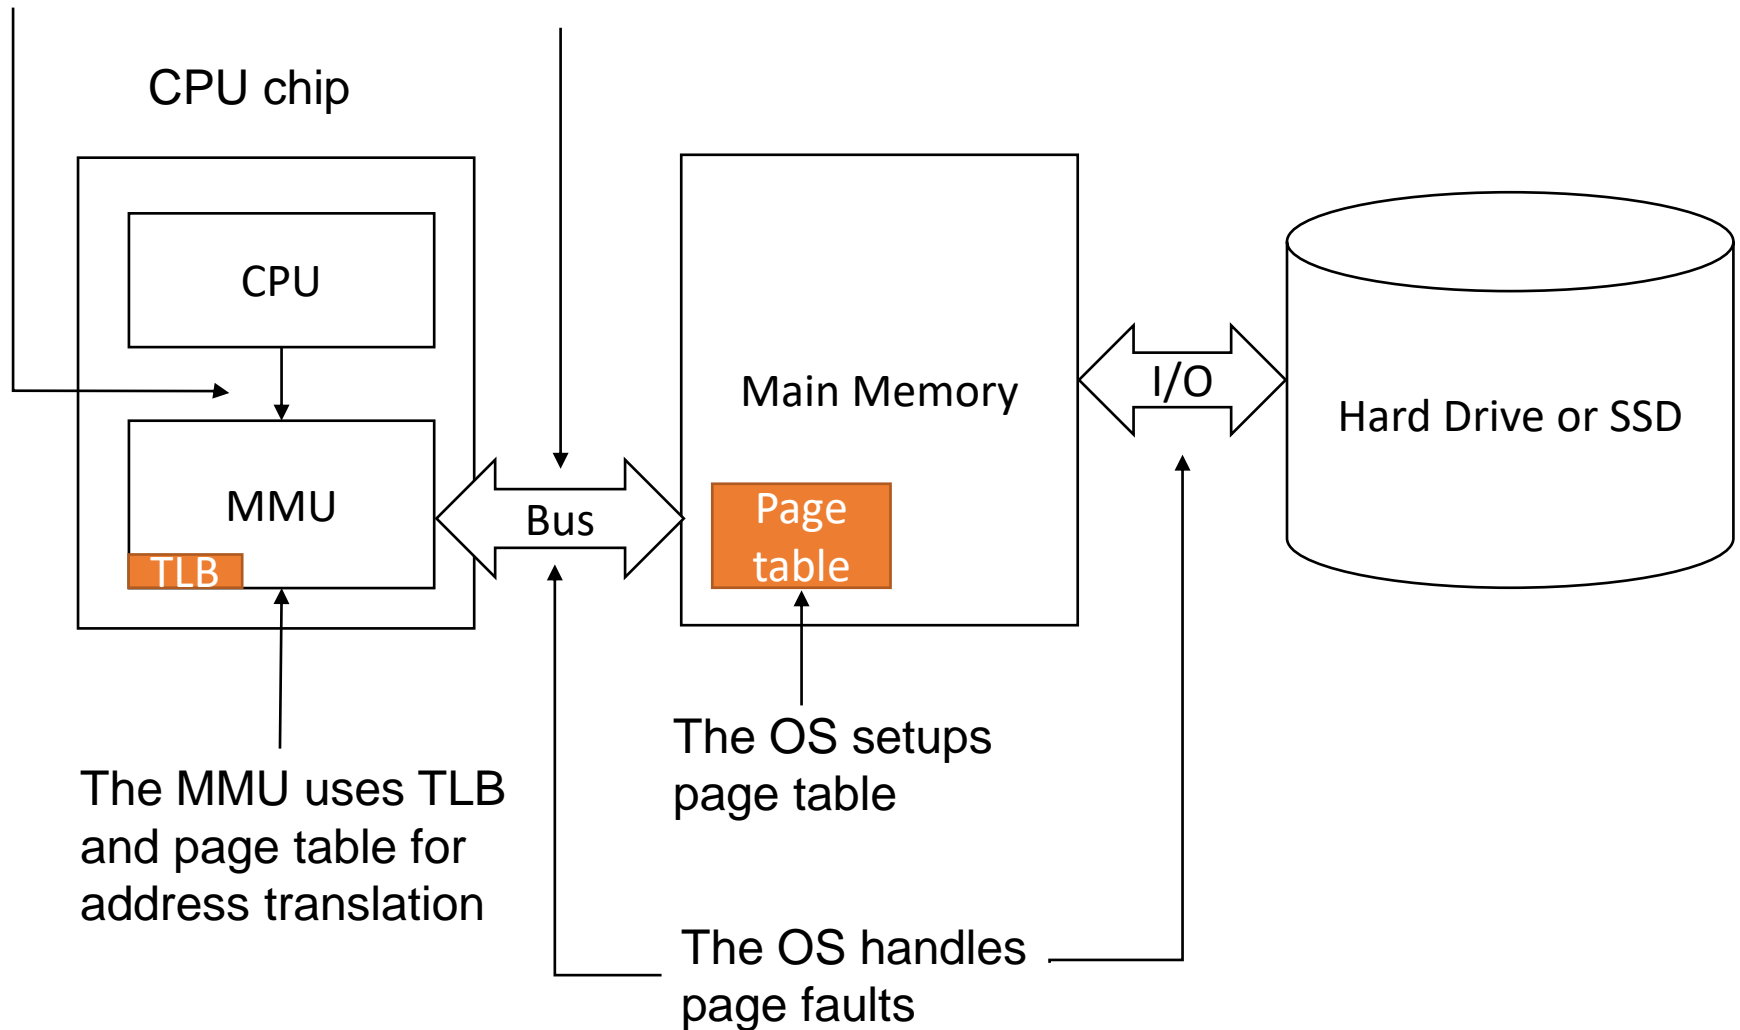 CPU chip
CPU
MMU
TLB
Bus
Main Memory
Page
table
I/O
Hard Drive or SSD
The MMU uses TLB
and page table for
address translation
The OS setups
page table
The OS handles
page faults